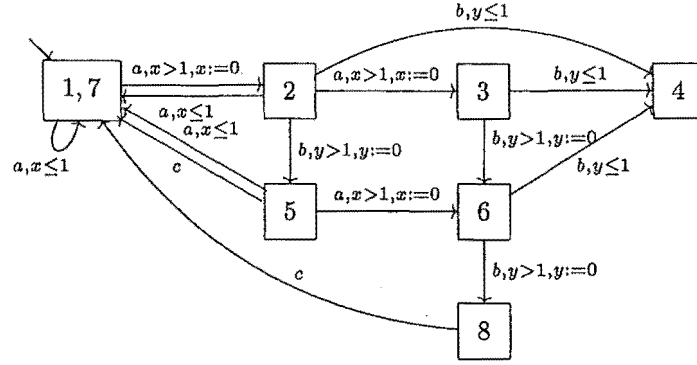 b,y≤1
a,x>1,x:=0
1,7
2
a,x>1,x:=0
3
b,y≤1
4
a,x≤1
a,x≤1
a,x≤1
b,y>1,y:=0
b,y>1,y:=0
c
b,y≤1
5
a,x>1,x:=0
6
c
b,y>1,y:=0
8